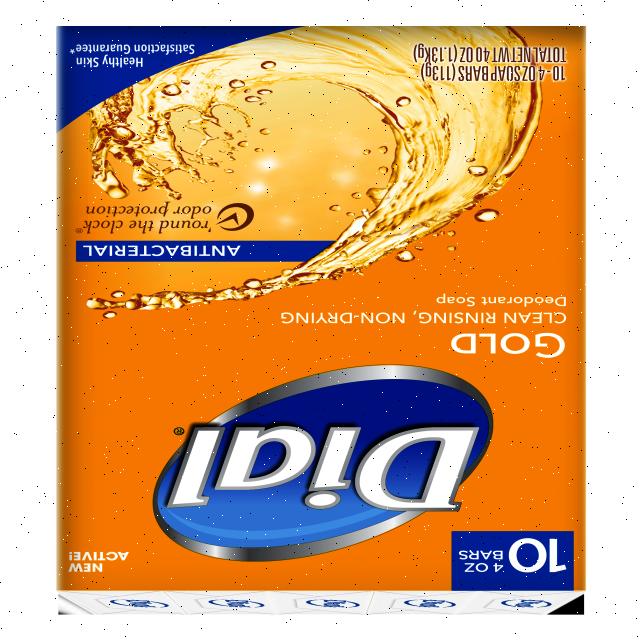 10 4 OZ
BARS
NEW
ACTIVE!
Dial®
GOLD
CLEAN RINSING, NON-DRYING
Deodorant Soap
ANTIBACTERIAL
'round the clock®
odor protection
10-4 OZ SOAP BARS (113g)
TOTAL NET WT 40 OZ (1.13Kg)
Healthy Skin
Satisfaction Guarantee*